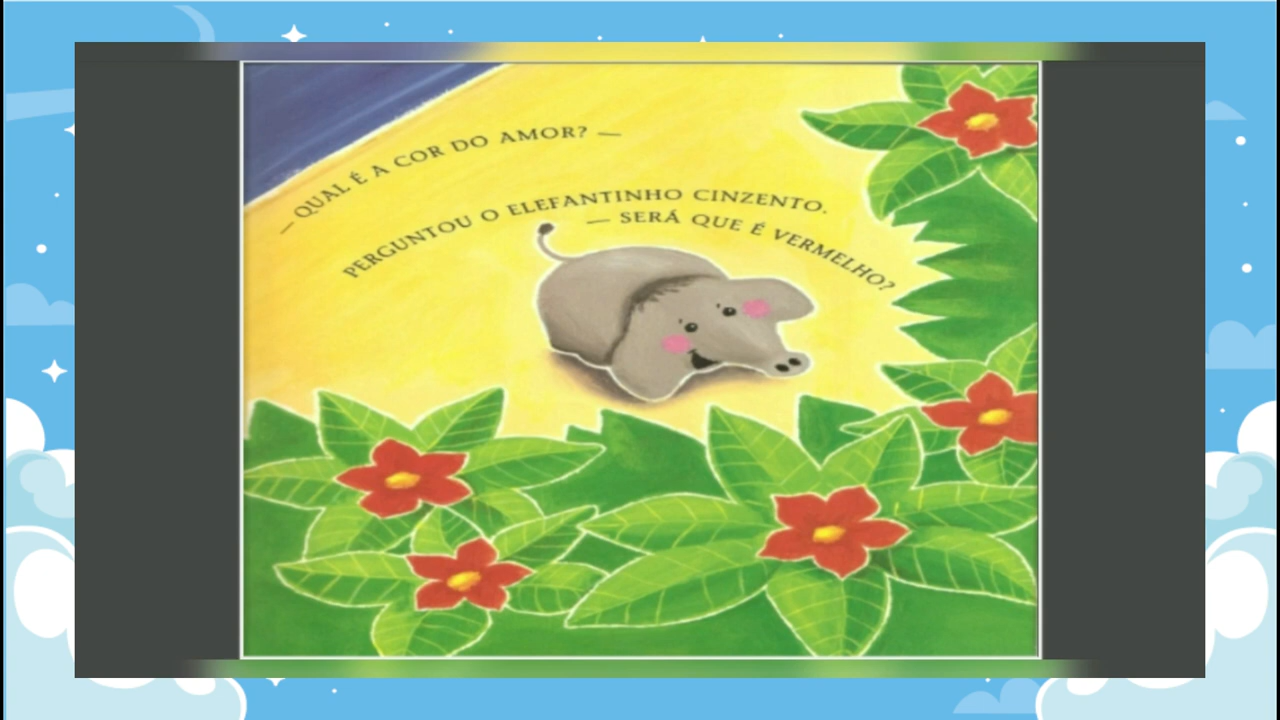 — QUAL É A COR DO AMOR? —
PERGUNTOU O ELEFANTINHO CINZENTO.
— SERÁ QUE É VERMELHO?